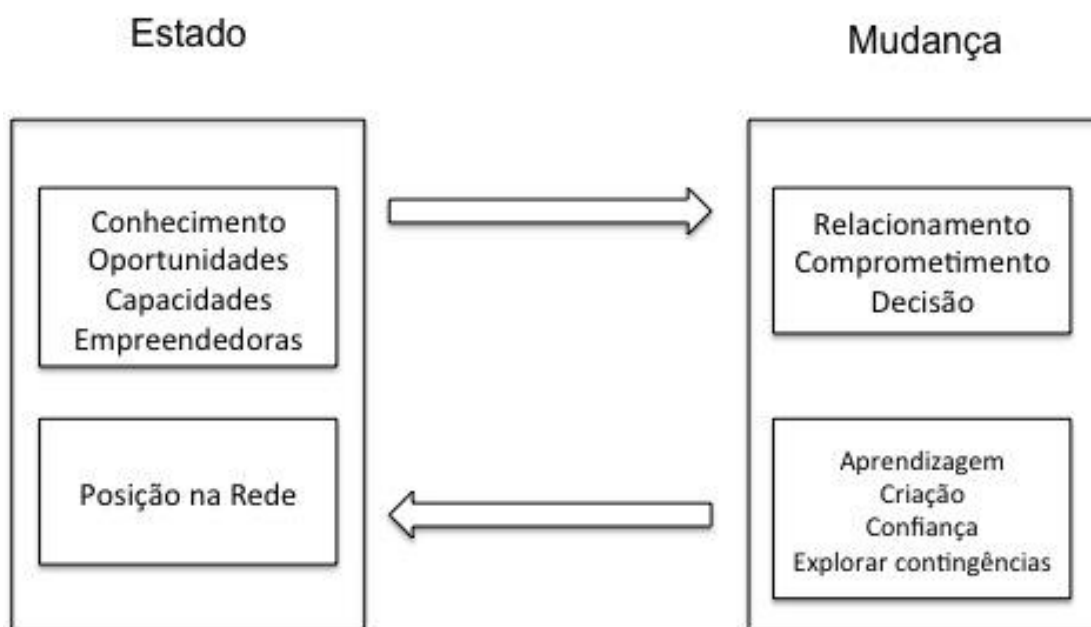 Estado
Mudança
Conhecimento
Oportunidades
Capacidades
Empreendedoras
Posição na Rede
Relacionamento
Comprometimento
Decisão
Aprendizagem
Criação
Confiança
Explorar contingências